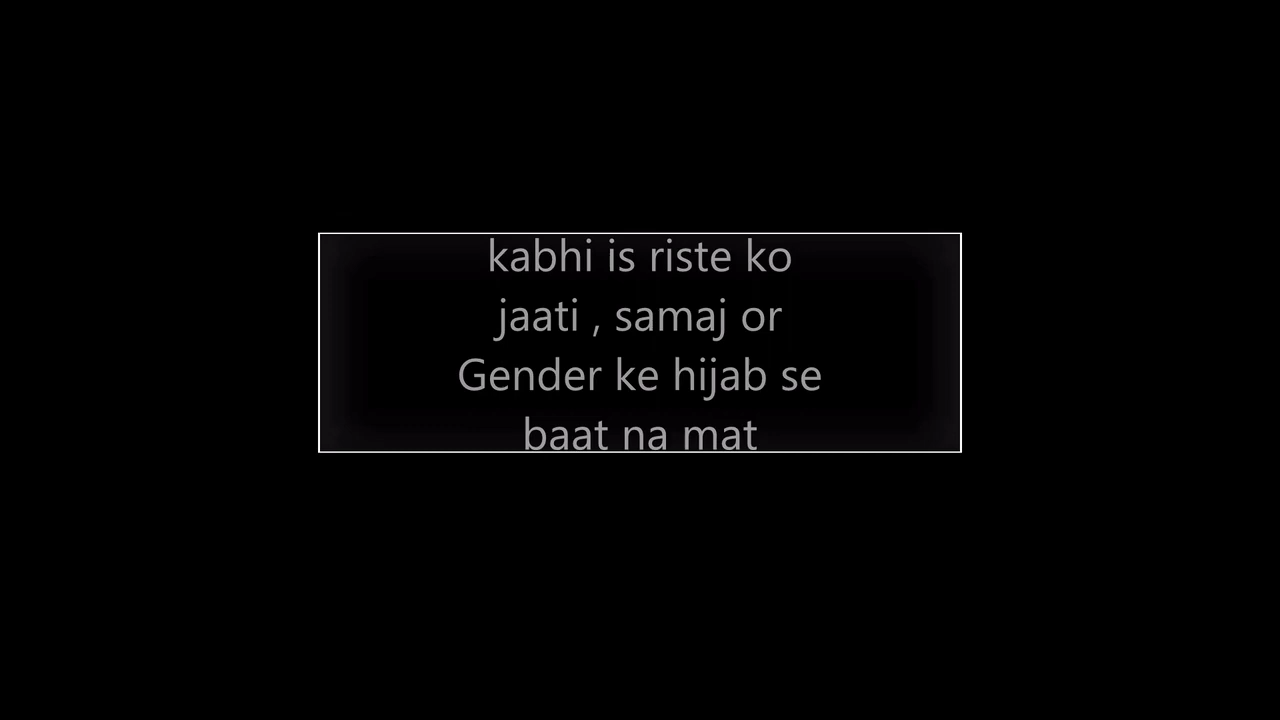 kabhi is riste ko
jaati , samaj or
Gender ke hijab se
baat na mat